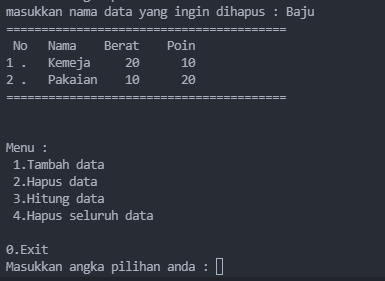 masukkan nama data yang ingin dihapus : Baju
========================================
 No   Nama    Berat    Poin
1 .   Kemeja     20      10
2 .   Pakaian    10      20
========================================
Menu :
 1.Tambah data
 2.Hapus data
 3.Hitung data
 4.Hapus seluruh data
0.Exit
Masukkan angka pilihan anda :